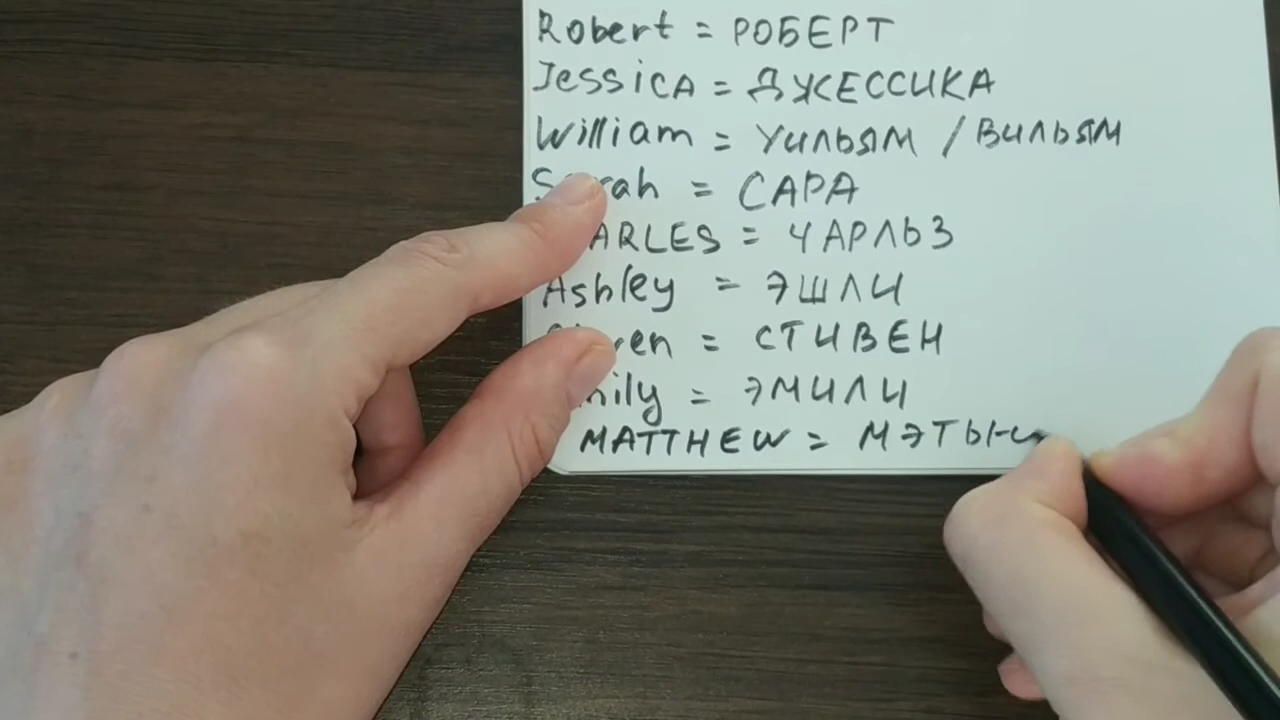 Robert = РОБЕРТ
JessicA = ДЖЕССИКА
William = УИЛЬЯМ / ВИЛЬЯМ
= САРА
= ЧАРЛЬЗ
Ashley = ЭШЛИ
= СТИВЕН
= ЭМИЛИ
MATTHEW =